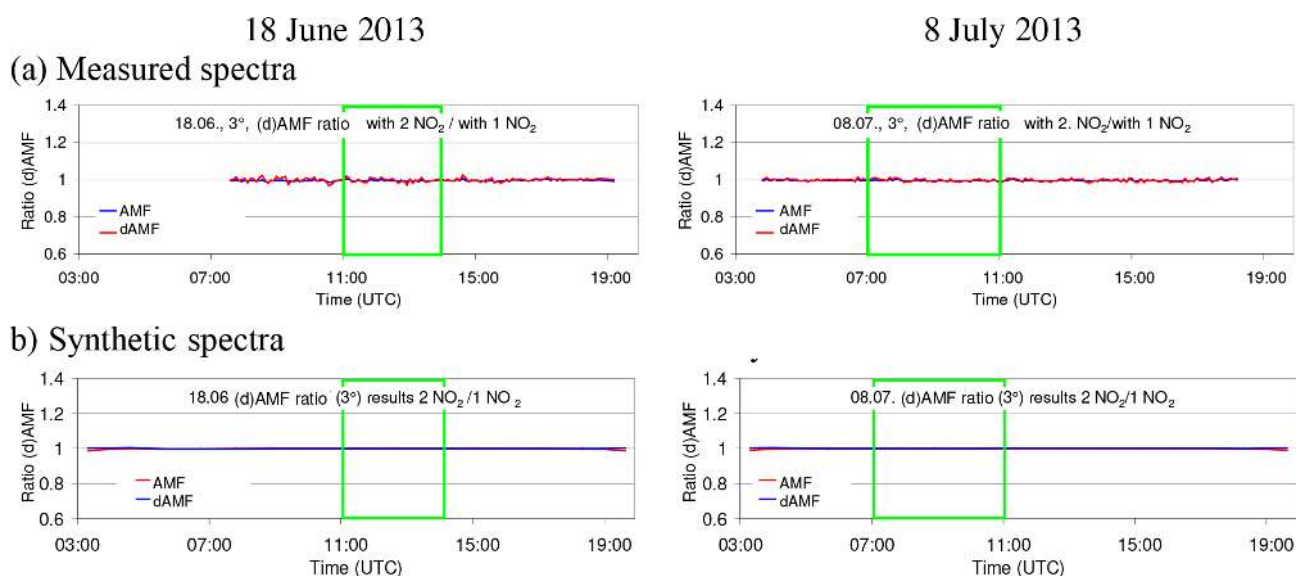 18 June 2013
8 July 2013
(a) Measured spectra
1.4
1.2
1
0.8
0.6
Ratio (d)AMF
18.06., 3°, (d)AMF ratio with 2 NO₂ / with 1 NO₂
AMF
dAMF
03:00 07:00 11:00 15:00 19:00
Time (UTC)
1.4
1.2
1
0.8
0.6
Ratio (d)AMF
08.07., 3°, (d)AMF ratio with 2. NO₂/with 1 NO₂
AMF
dAMF
03:00 07:00 11:00 15:00 19:00
Time (UTC)
b) Synthetic spectra
1.4
1.2
1
0.8
0.6
Ratio (d)AMF
18.06 (d)AMF ratio (3°) results 2 NO₂/1 NO₂
AMF
dAMF
03:00 07:00 11:00 15:00 19:00
Time (UTC)
1.4
1.2
1
0.8
0.6
Ratio (d)AMF
08.07. (d)AMF ratio (3°) results 2 NO₂/1 NO₂
AMF
dAMF
03:00 07:00 11:00 15:00 19:00
Time (UTC)